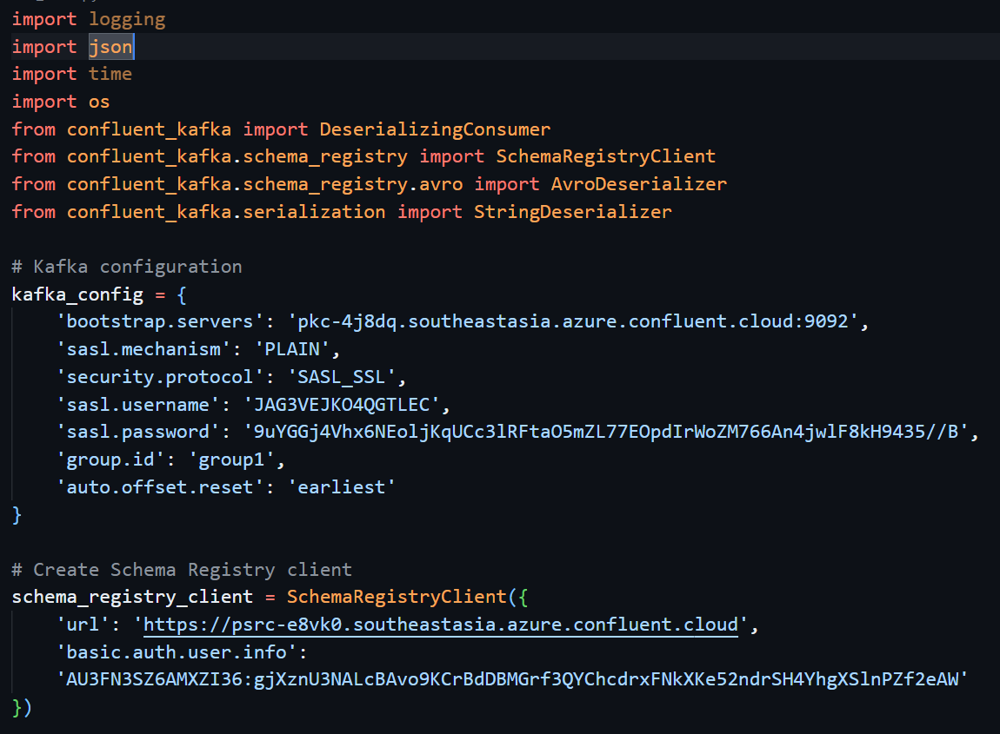 import logging
import json
import time
import os
from confluent_kafka import DeserializingConsumer
from confluent_kafka.schema_registry import SchemaRegistryClient
from confluent_kafka.schema_registry.avro import AvroDeserializer
from confluent_kafka.serialization import StringDeserializer
# Kafka configuration
kafka_config = {
'bootstrap.servers': 'pkc-4j8dq.southeastasia.azure.confluent.cloud:9092',
'sasl.mechanism': 'PLAIN',
'security.protocol': 'SASL_SSL',
'sasl.username': 'JAG3VEJKO4QGTLEC',
'sasl.password': '9uYGGj4Vhx6NEoljKqUCc3lRFtaO5mZL77EOpdIrWoZM766An4jwlF8kH9435//B',
'group.id': 'group1',
'auto.offset.reset': 'earliest'
}
# Create Schema Registry client
schema_registry_client = SchemaRegistryClient({
'url': 'https://psrc-e8vk0.southeastasia.azure.confluent.cloud',
'basic.auth.user.info':
'AU3FN3SZ6AMXZI36:gjXznU3NALcBAvo9KCrBdDBMGrf3QYChcdrxFNkXKe52ndrSH4YhgXSlnPZf2eAW'
})